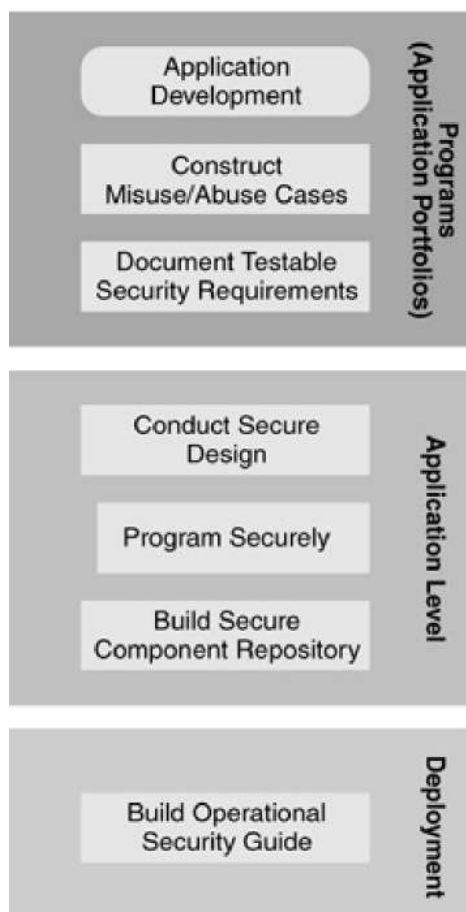 Application
Development
Construct
Misuse/Abuse Cases
Document Testable
Security Requirements
Programs
(Application Portfolios)
Conduct Secure
Design
Program Securely
Build Secure
Component Repository
Application Level
Build Operational
Security Guide
Deployment